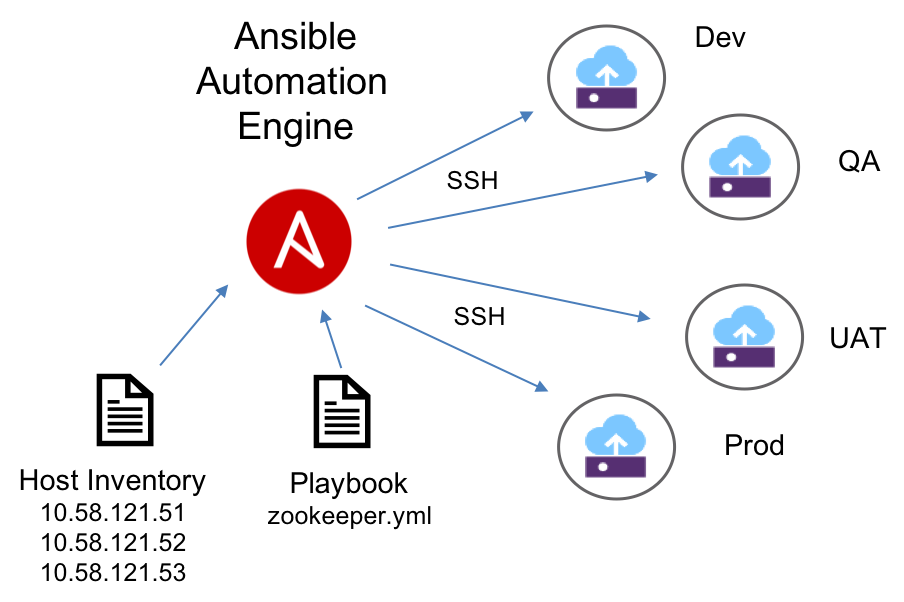 Ansible
Automation
Engine
Dev
QA
SSH
SSH
UAT
Prod
Host Inventory
10.58.121.51
10.58.121.52
10.58.121.53
Playbook
zookeeper.yml